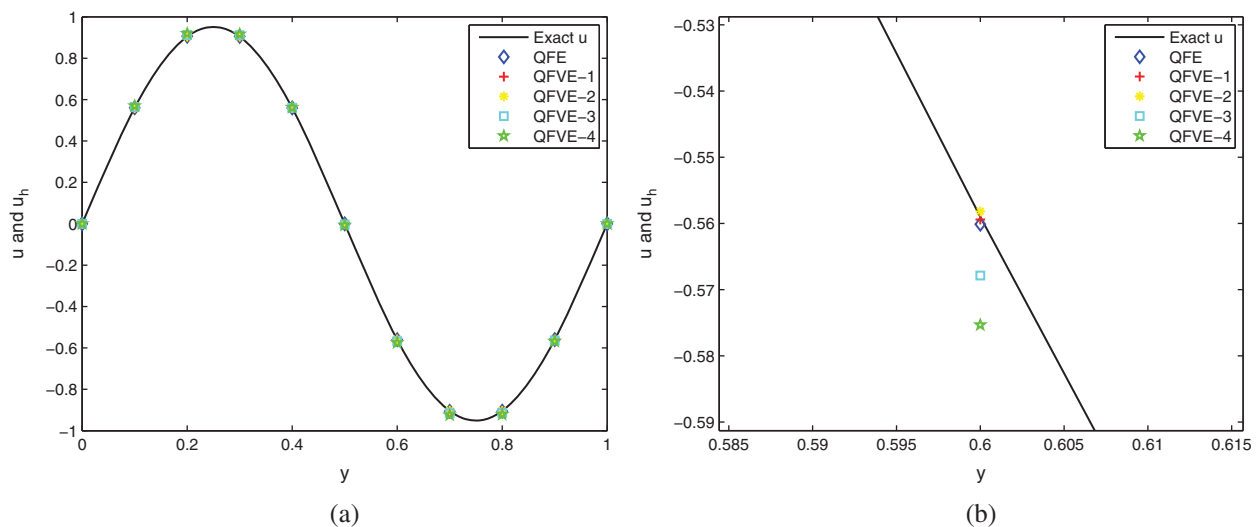 1
0.8
0.6
0.4
0.2
0
−0.2
−0.4
−0.6
−0.8
−1
0 0.2 0.4 0.6 0.8 1
u and u_h
y
Exact u
QFE
QFVE−1
QFVE−2
QFVE−3
QFVE−4
(a)
−0.53
−0.54
−0.55
−0.56
−0.57
−0.58
−0.59
0.585 0.59 0.595 0.6 0.605 0.61 0.615
u and u_h
y
Exact u
QFE
QFVE−1
QFVE−2
QFVE−3
QFVE−4
(b)